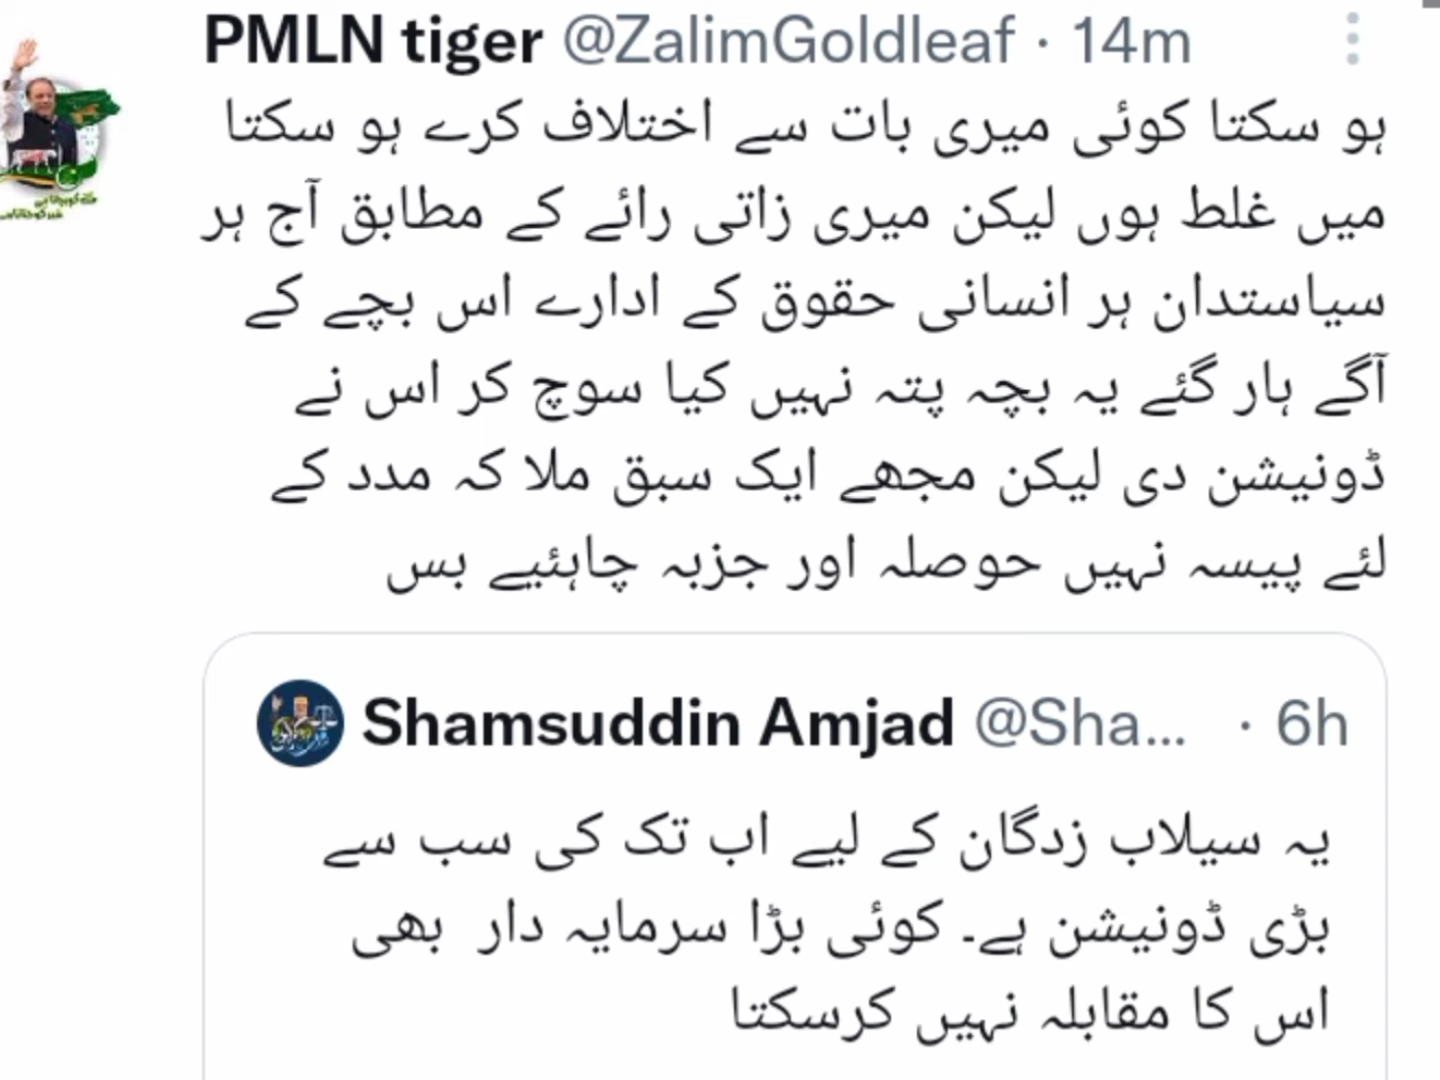 PMLN tiger @ZalimGoldleaf · 14m
ہو سکتا کوئی میری بات سے اختلاف کرے ہو سکتا
میں غلط ہوں لیکن میری زاتی رائے کے مطابق آج ہر
سیاستدان ہر انسانی حقوق کے ادارے اس بچے کے
آگے ہار گئے یہ بچہ پتہ نہیں کیا سوچ کر اس نے
ڈونیشن دی لیکن مجھے ایک سبق ملا کہ مدد کے
لئے پیسہ نہیں حوصلہ اور جزبہ چاہئیے بس
Shamsuddin Amjad @Sha... · 6h
یہ سیلاب زدگان کے لیے اب تک کی سب سے
بڑی ڈونیشن ہے۔ کوئی بڑا سرمایہ دار بھی
اس کا مقابلہ نہیں کرسکتا